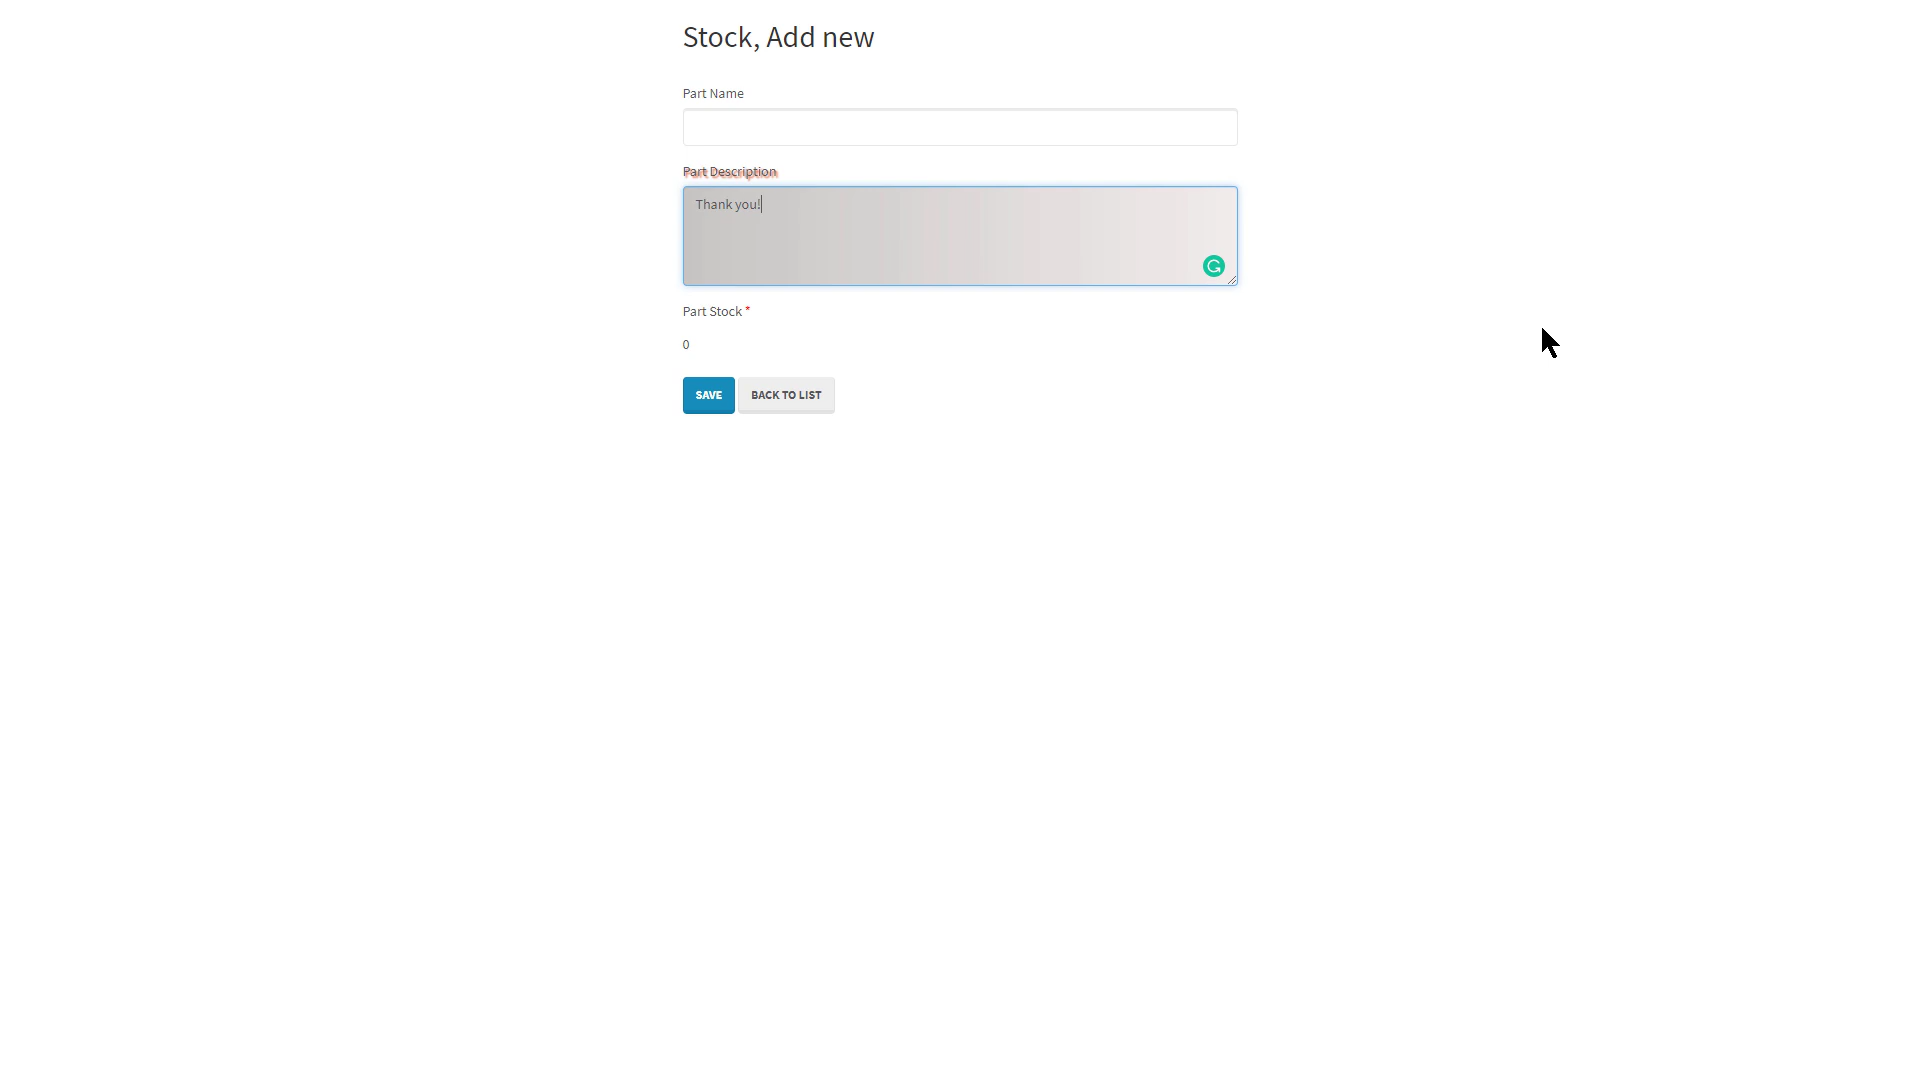 Stock, Add new
Part Name
Part Description
Thank you!
Part Stock *
0
SAVE BACK TO LIST